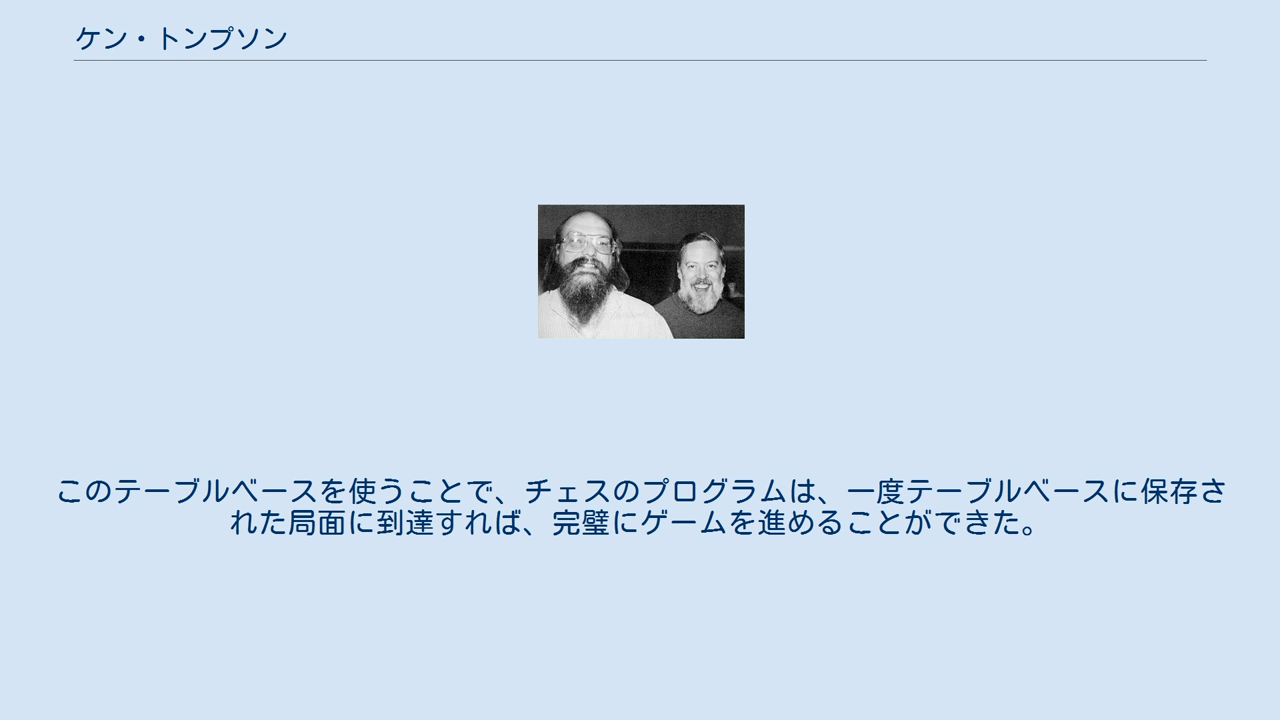 ケン・トンプソン
このテーブルベースを使うことで、チェスのプログラムは、一度テーブルベースに保存さ
れた局面に到達すれば、完璧にゲームを進めることができた。